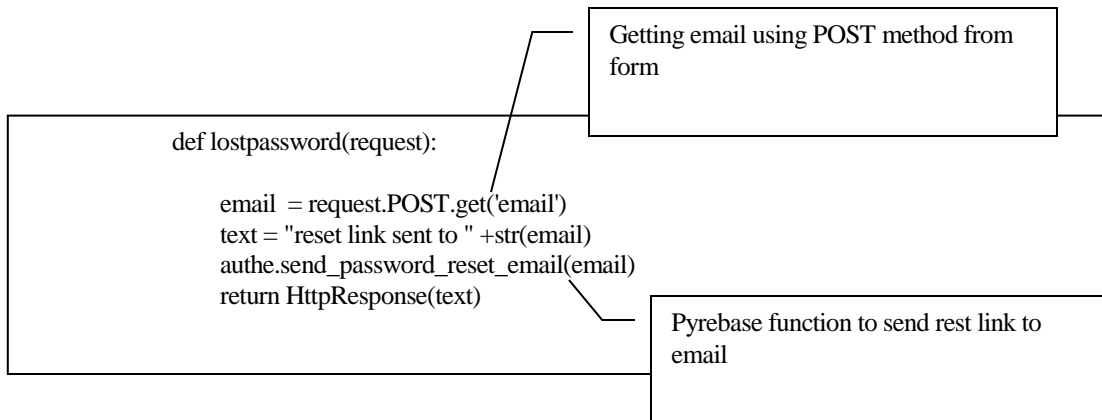 Getting email using POST method from
form
def lostpassword(request):
email = request.POST.get('email')
text = "reset link sent to " +str(email)
authe.send_password_reset_email(email)
return HttpResponse(text)
Pyrebase function to send rest link to
email